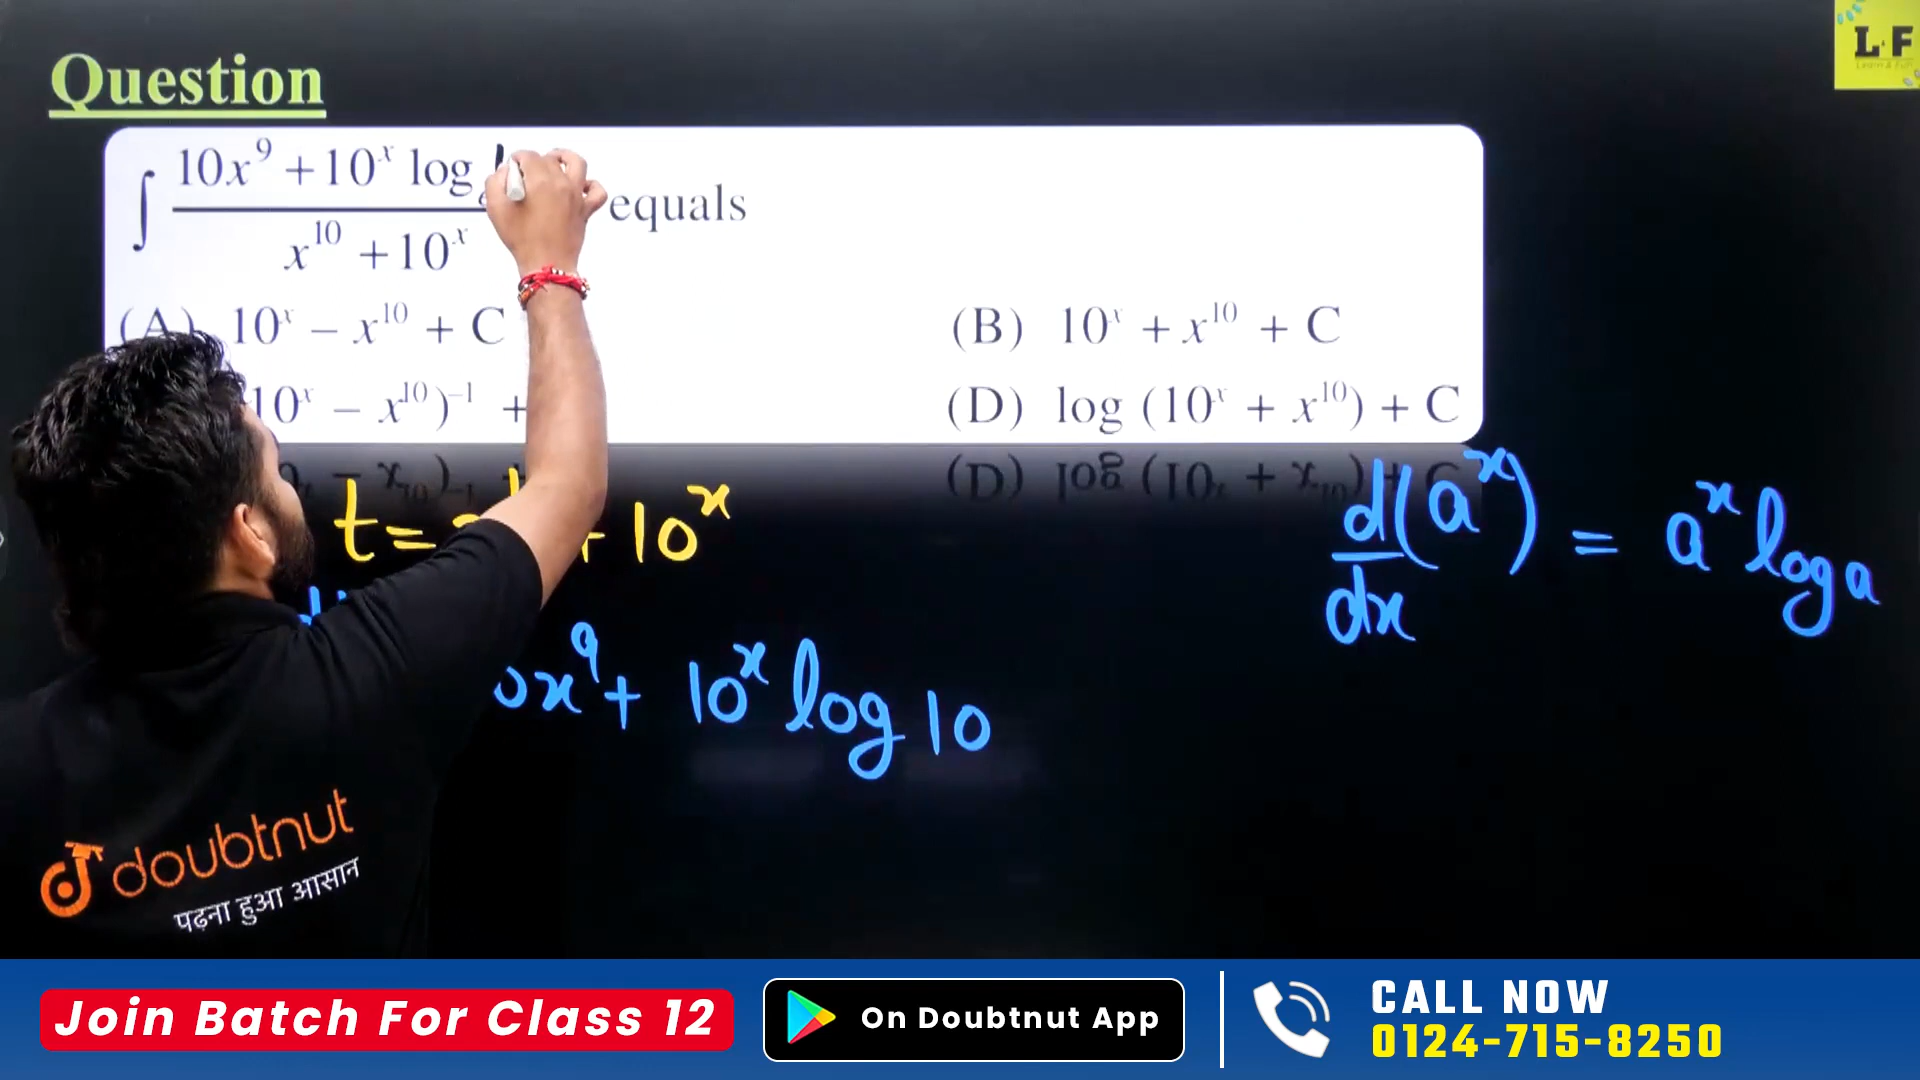 Question
L·F
∫ (10x⁹ + 10ˣ log) / (x¹⁰ + 10ˣ) equals
(A) 10ˣ – x¹⁰ + C
(B) 10ˣ + x¹⁰ + C
10ˣ – x¹⁰)⁻¹ +
(D) log (10ˣ + x¹⁰) + C
t = + 10ˣ
d/dx (aˣ) = aˣ log a
x⁹ + 10ˣ log 10
doubtnut
पढ़ना हुआ आसान
Join Batch For Class 12
On Doubtnut App
CALL NOW
0124-715-8250